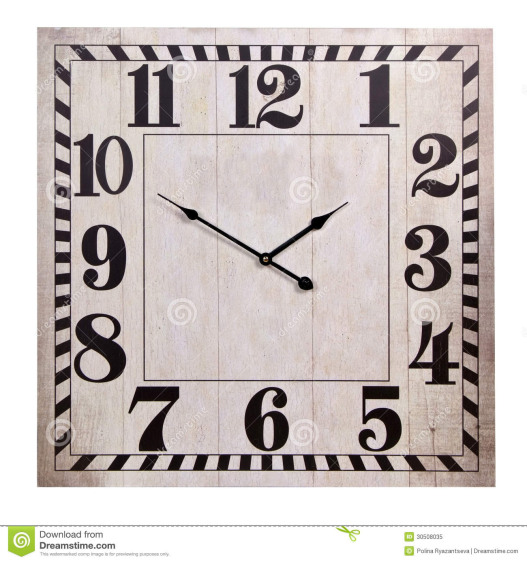 11 12 1
10 2
9 3
8 4
7 6 5
Download from
Dreamstime.com
This watermarked comp image is for previewing purposes only.
30508035
Polina Ryazantseva | Dreamstime.com